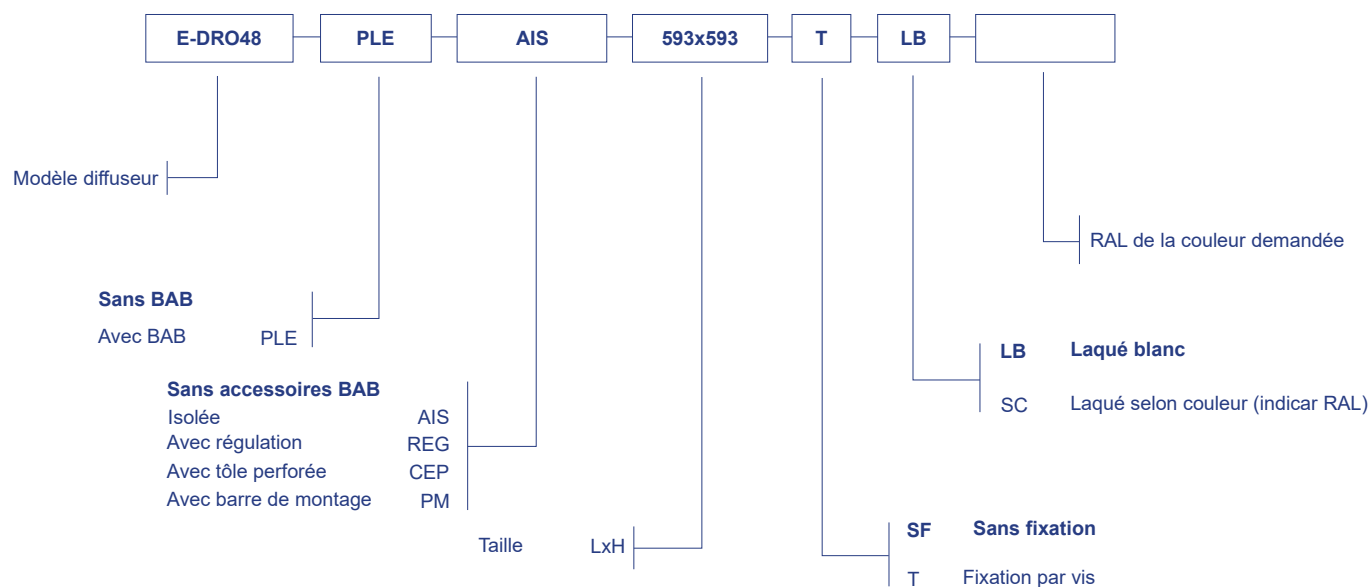 E-DRO48 PLE AIS 593x593 T LB
Modèle diffuseur
RAL de la couleur demandée
Sans BAB
Avec BAB PLE
LB Laqué blanc
SC Laqué selon couleur (indicar RAL)
Sans accessoires BAB
Isolée AIS
Avec régulation REG
Avec tôle perforée CEP
Avec barre de montage PM
SF Sans fixation
Taille LxH
T Fixation par vis